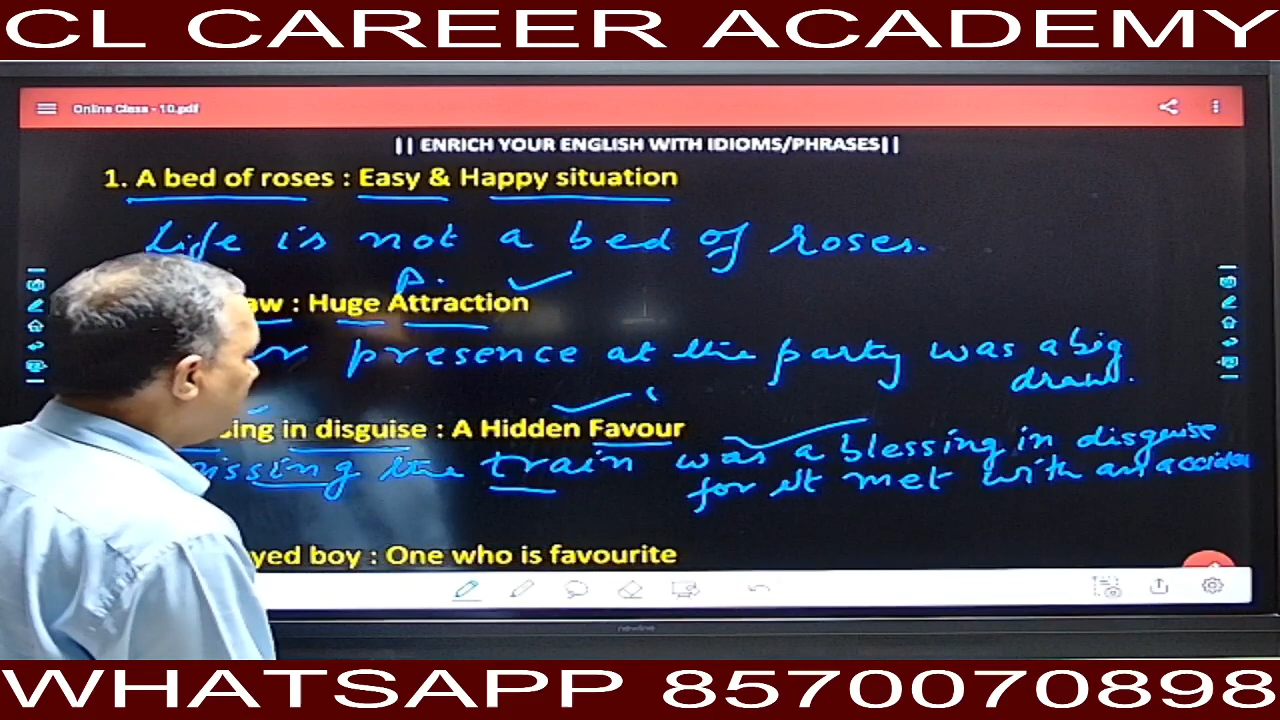 CL CAREER ACADEMY
Online Class - 10.pdf
|| ENRICH YOUR ENGLISH WITH IDIOMS/PHRASES||
1. A bed of roses : Easy & Happy situation
Life is not a bed of roses.
P.
aw : Huge Attraction
r presence at the party was a big
draw.
sing in disguise : A Hidden Favour
issing the train was a blessing in disguise
for it met with an acciden
yed boy : One who is favourite
newline
WHATSAPP 8570070898